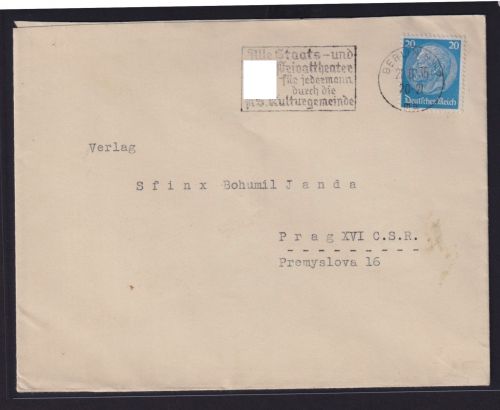 Alle Staats- und
Privattheater
für jedermann
durch die
N.S. Kulturgemeinde
BERLIN
20 20
Deutsches Reich
Verlag
Sfinx Bohumil Janda
Prag XVI C.S.R.
Premyslova 16